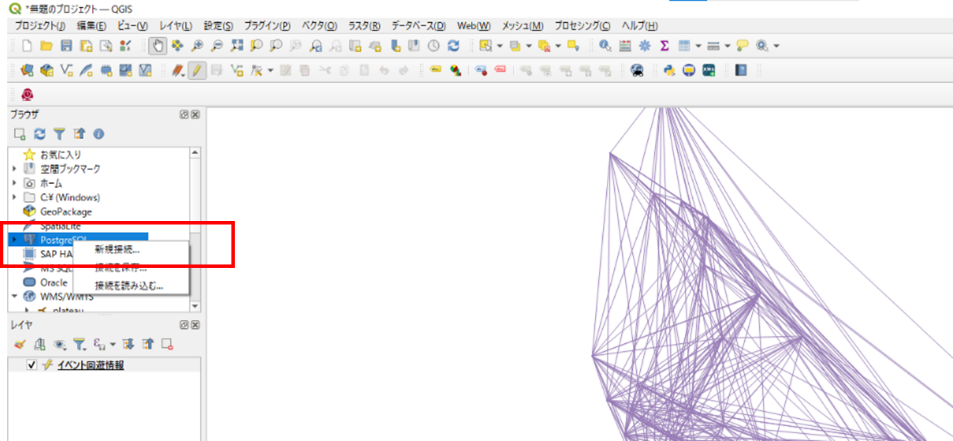 *無題のプロジェクト — QGIS
プロジェクト(J) 編集(E) ビュー(V) レイヤ(L) 設定(S) プラグイン(P) ベクタ(O) ラスタ(R) データベース(D) Web(W) メッシュ(M) プロセシング(C) ヘルプ(H)
ブラウザ
お気に入り
空間ブックマーク
ホーム
C:¥ (Windows)
GeoPackage
SpatiaLite
PostgreSQL
新規接続...
SAP HA
接続を保存...
MS SQL
Oracle
接続を読み込む...
WMS/WMTS
plateau
レイヤ
イベント回遊情報